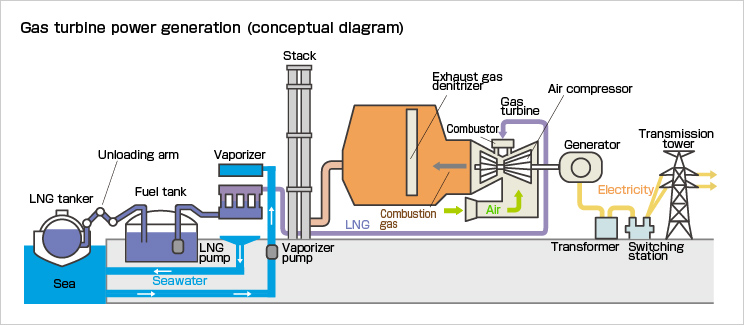 Gas turbine power generation (conceptual diagram)
Stack
Exhaust gas
denitrizer
Air compressor
Gas
turbine
Combustor
Generator
Transmission
tower
Unloading arm
Vaporizer
LNG tanker
Fuel tank
Electricity
LNG
Combustion
gas
Air
LNG
pump
Vaporizer
pump
Transformer
Switching
station
Sea
Seawater